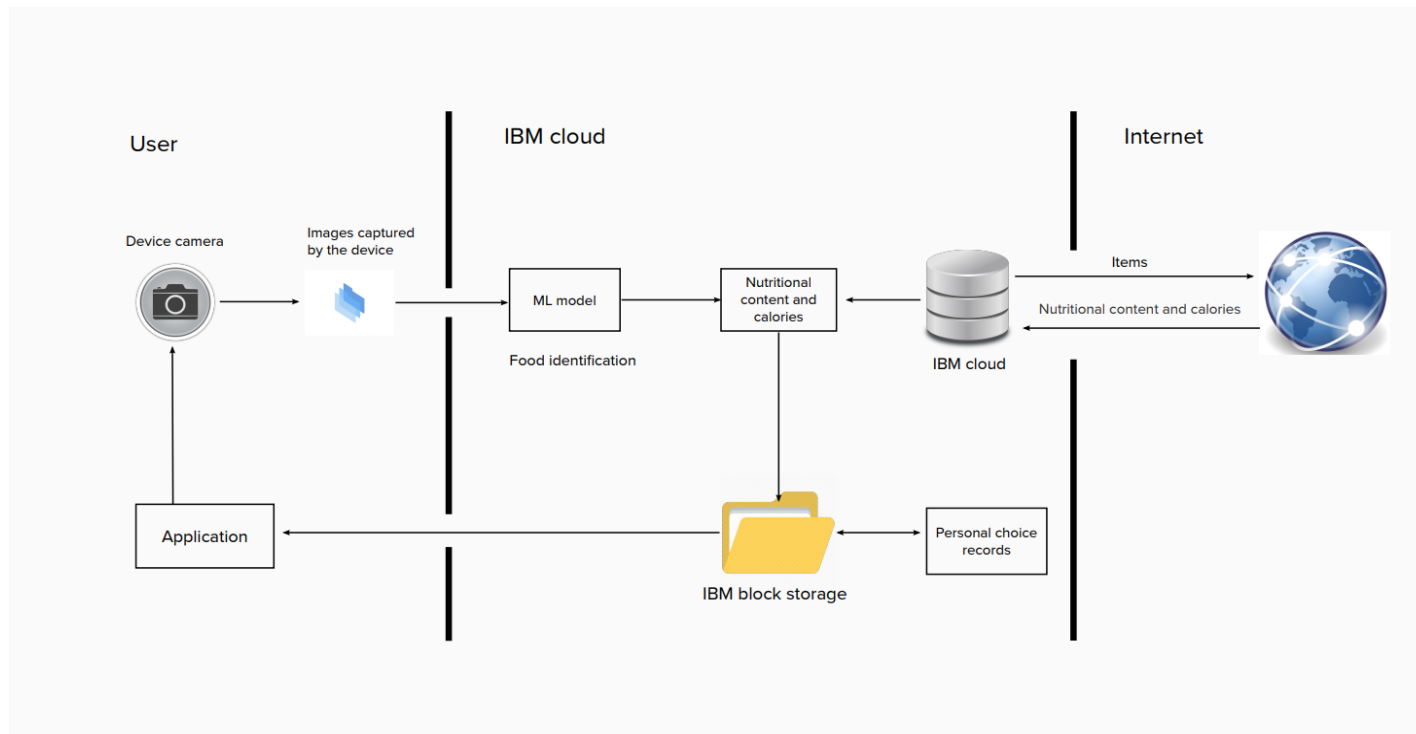 User
IBM cloud
Internet
Device camera
Images captured
by the device
ML model
Food identification
Nutritional
content and
calories
IBM cloud
Items
Nutritional content and calories
Application
IBM block storage
Personal choice
records